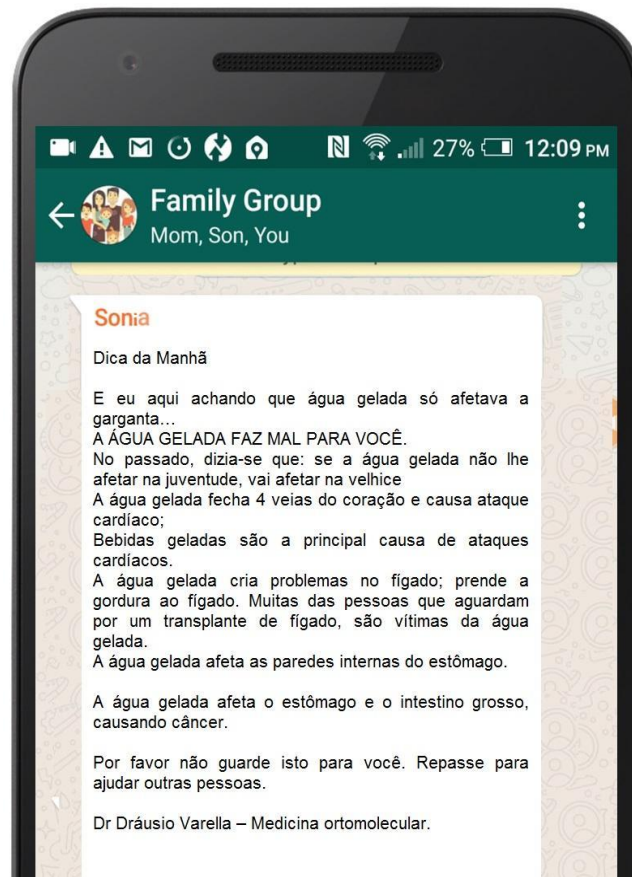 27% 12:09 PM
Family Group
Mom, Son, You
Sonia
Dica da Manhã
E eu aqui achando que água gelada só afetava a
garganta...
A ÁGUA GELADA FAZ MAL PARA VOCÊ.
No passado, dizia-se que: se a água gelada não lhe
afetar na juventude, vai afetar na velhice
A água gelada fecha 4 veias do coração e causa ataque
cardíaco;
Bebidas geladas são a principal causa de ataques
cardíacos.
A água gelada cria problemas no fígado; prende a
gordura ao fígado. Muitas das pessoas que aguardam
por um transplante de fígado, são vítimas da água
gelada.
A água gelada afeta as paredes internas do estômago.
A água gelada afeta o estômago e o intestino grosso,
causando câncer.
Por favor não guarde isto para você. Repasse para
ajudar outras pessoas.
Dr Dráusio Varella – Medicina ortomolecular.